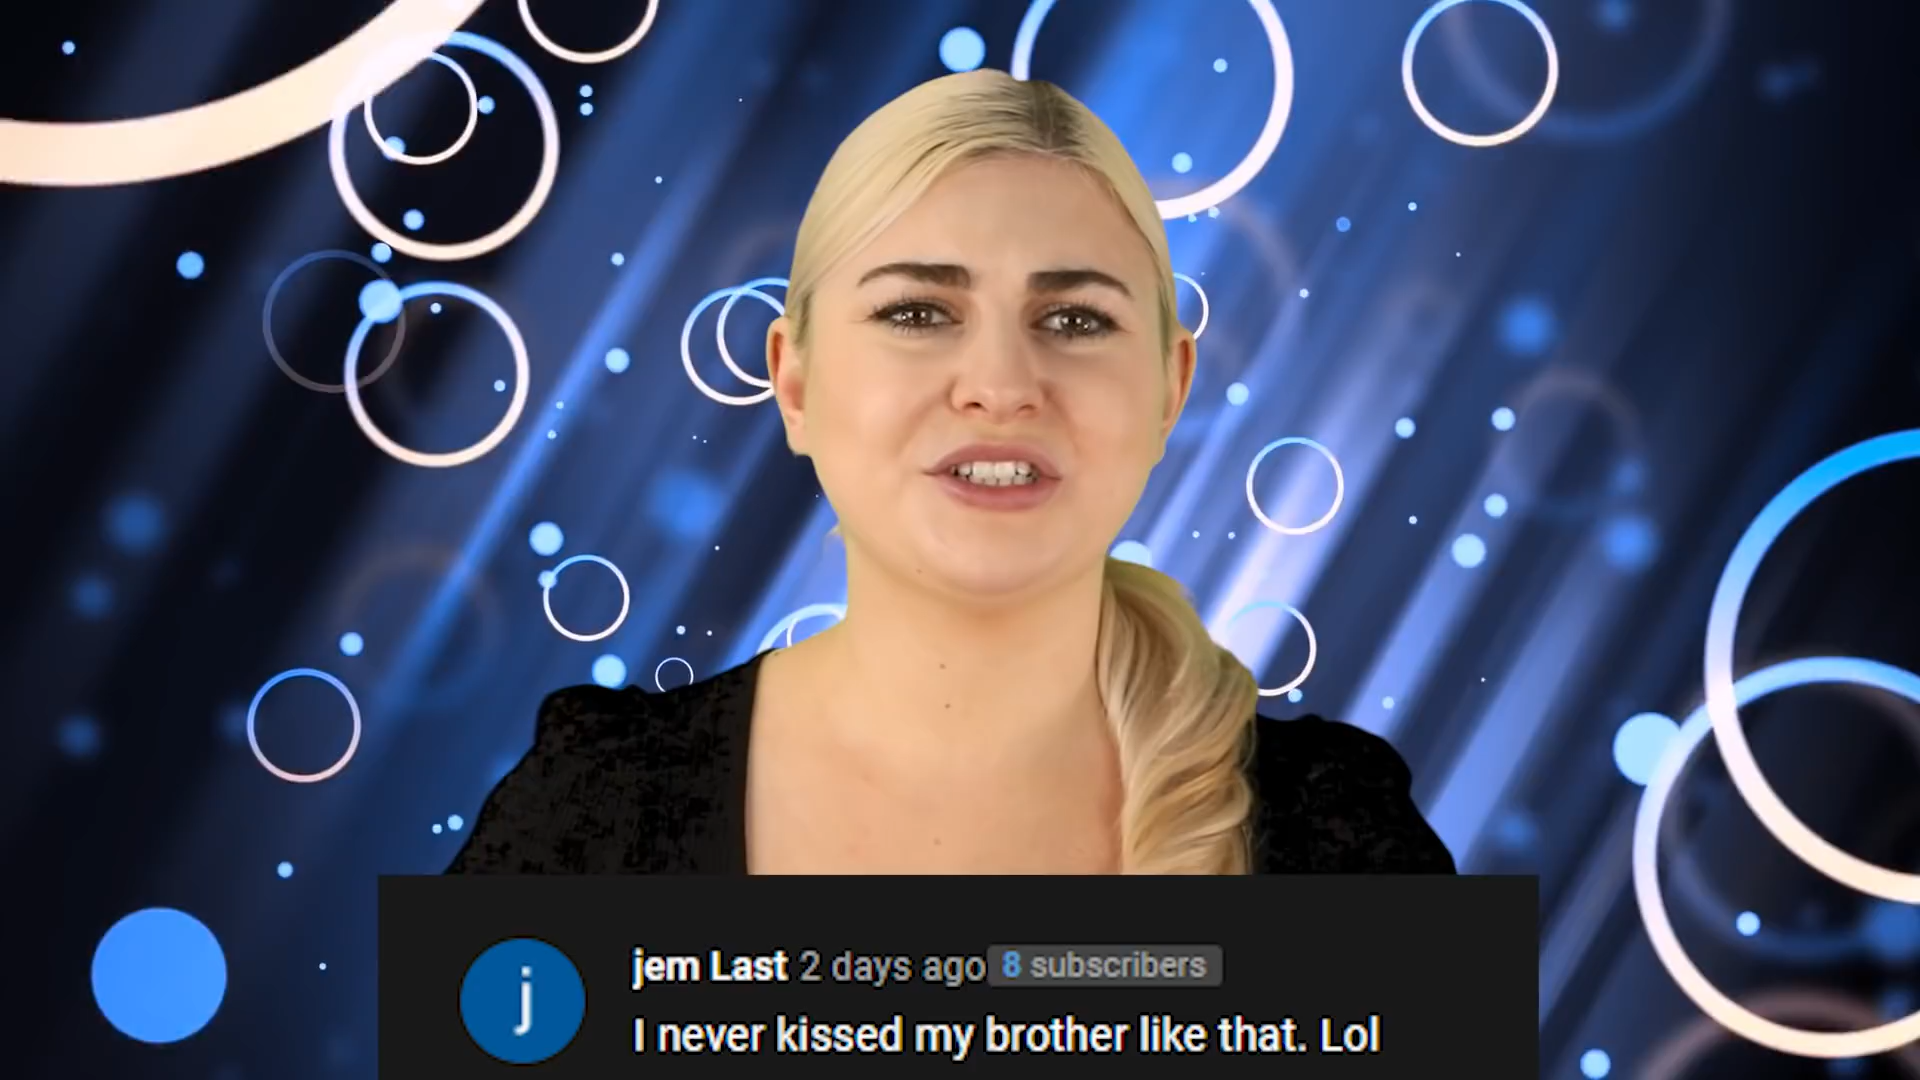 j
jem Last 2 days ago 8 subscribers
I never kissed my brother like that. Lol